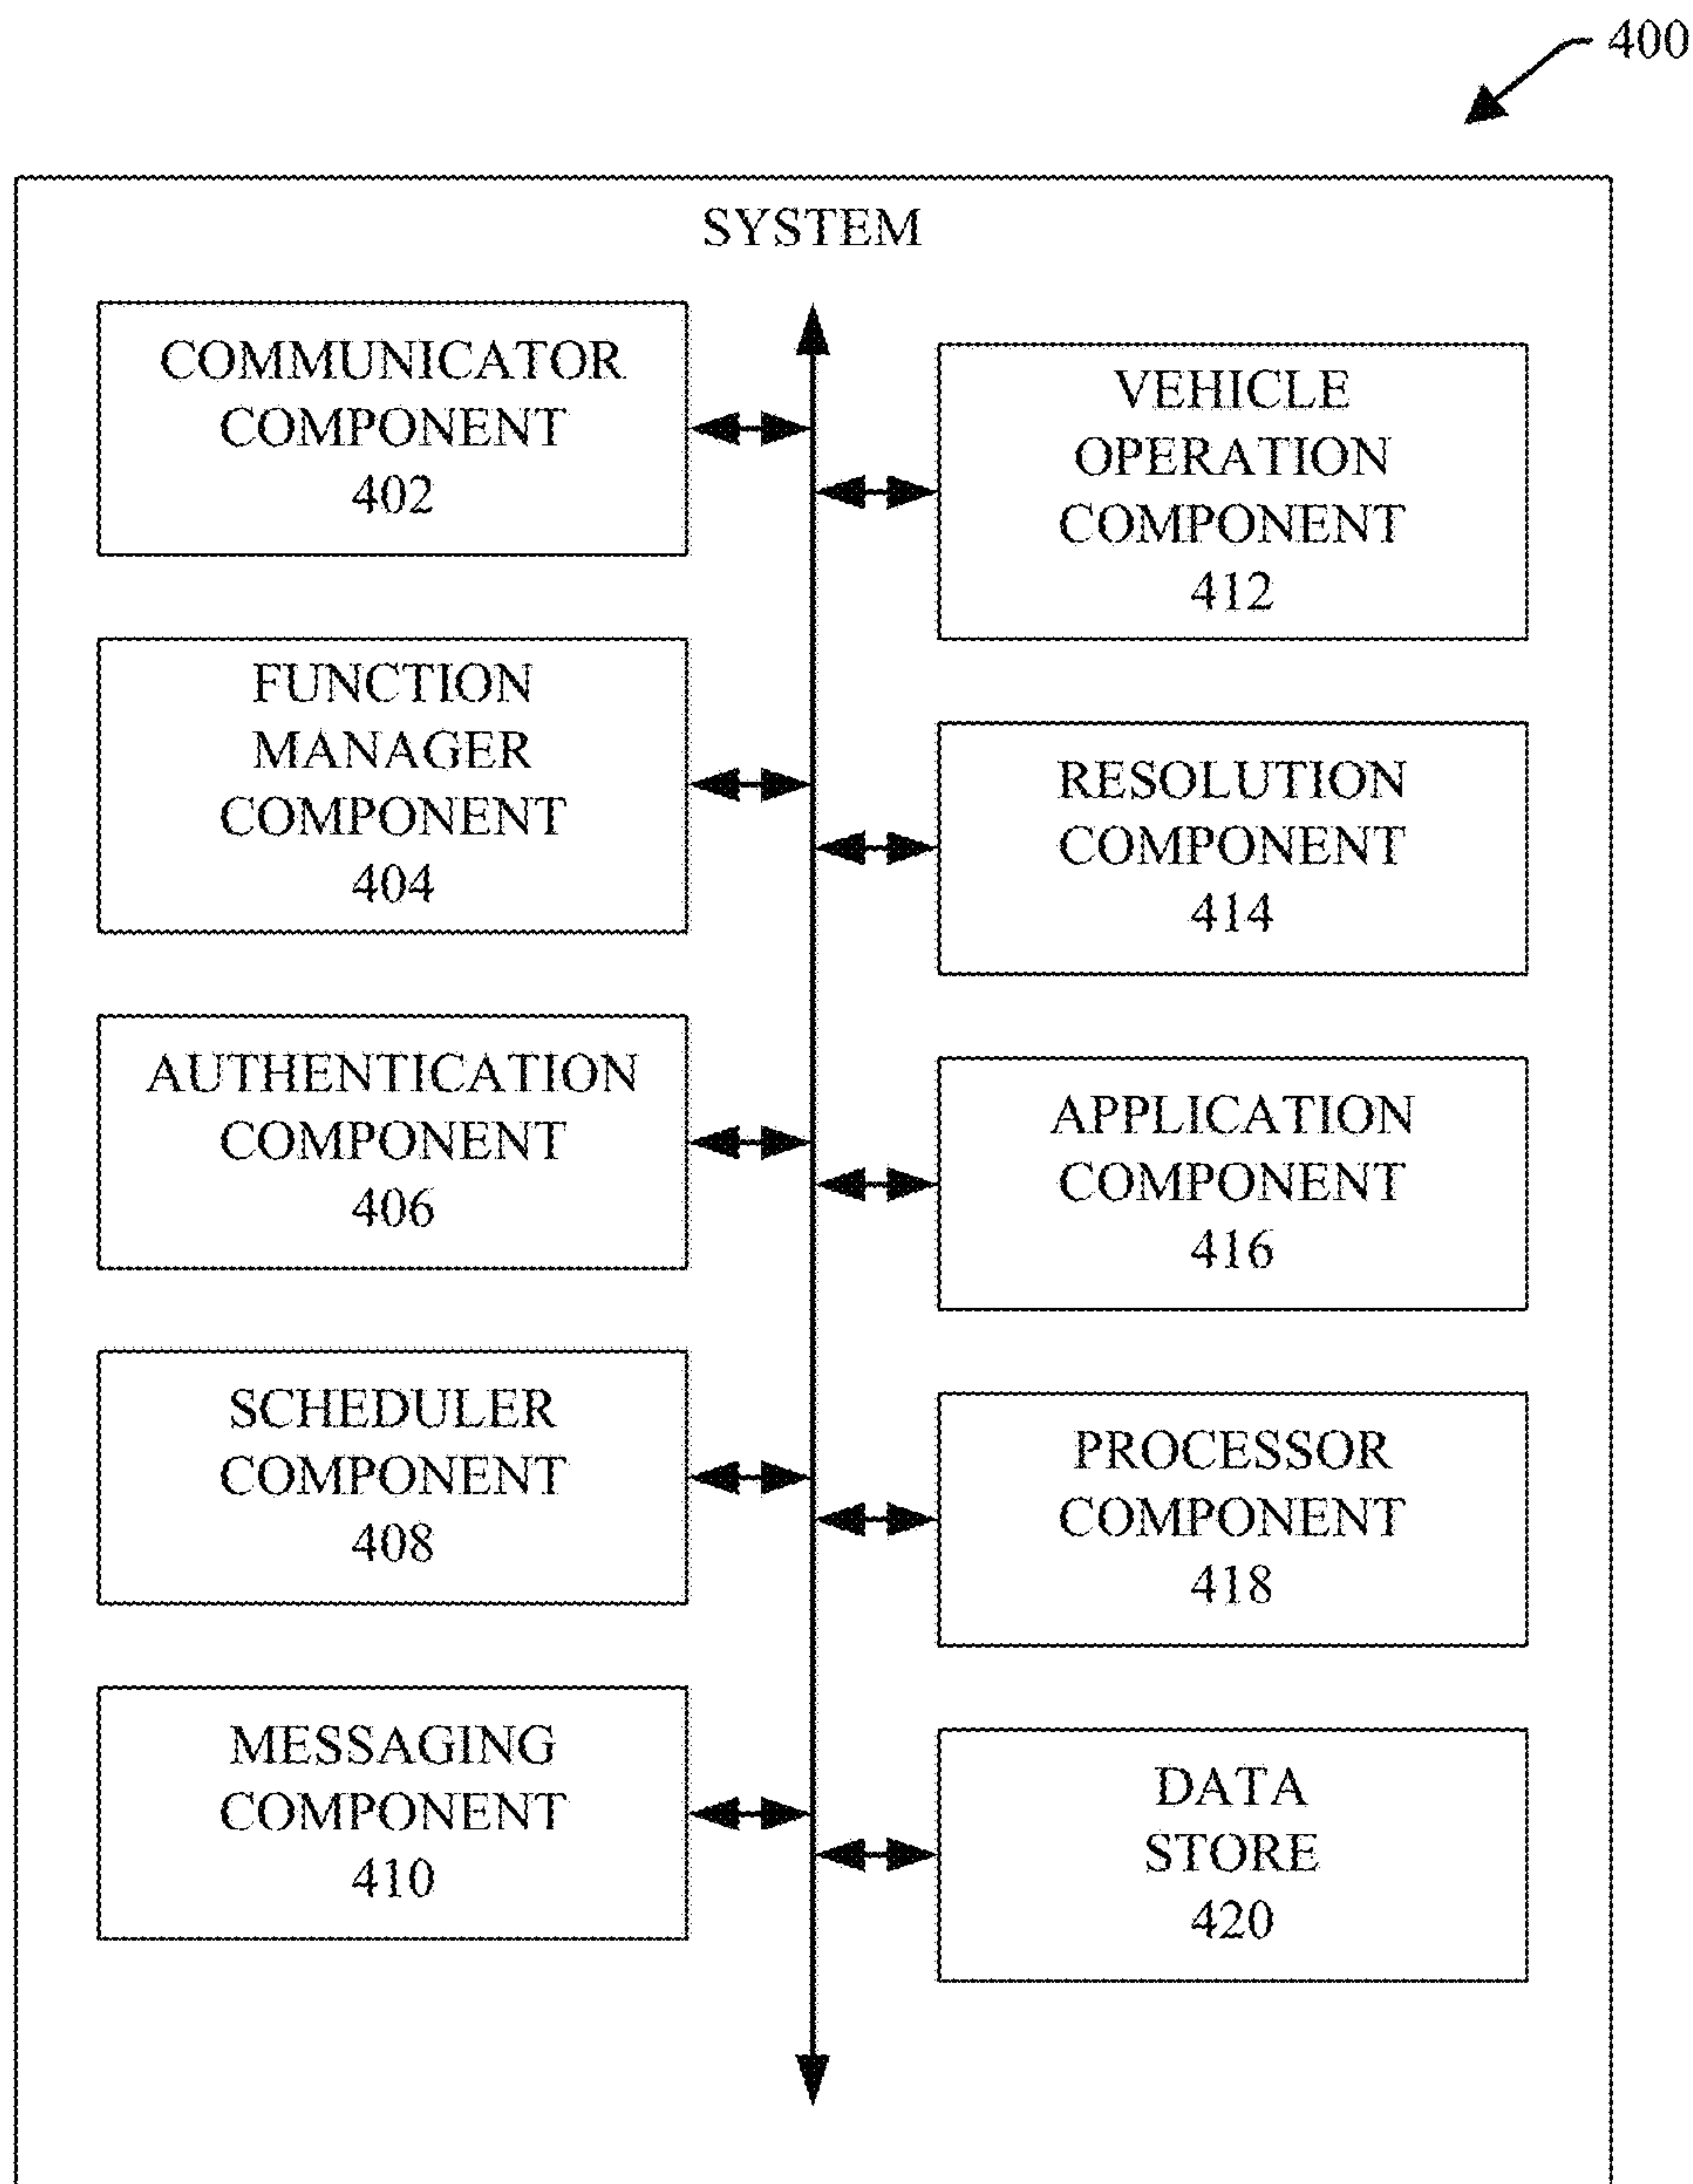 400
SYSTEM
COMMUNICATOR
COMPONENT
402
FUNCTION
MANAGER
COMPONENT
404
AUTHENTICATION
COMPONENT
406
SCHEDULER
COMPONENT
408
MESSAGING
COMPONENT
410
VEHICLE
OPERATION
COMPONENT
412
RESOLUTION
COMPONENT
414
APPLICATION
COMPONENT
416
PROCESSOR
COMPONENT
418
DATA
STORE
420